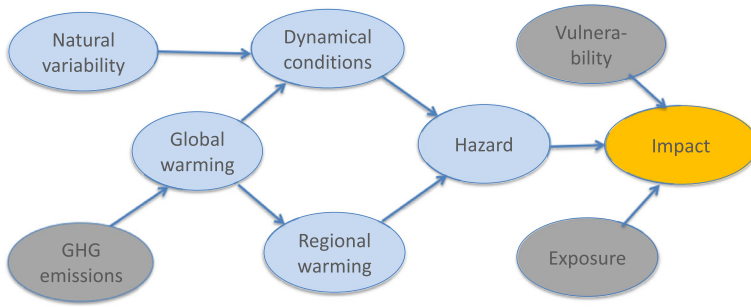 Natural
variability
Dynamical
conditions
Vulnera-
bility
Global
warming
Hazard
Impact
GHG
emissions
Regional
warming
Exposure